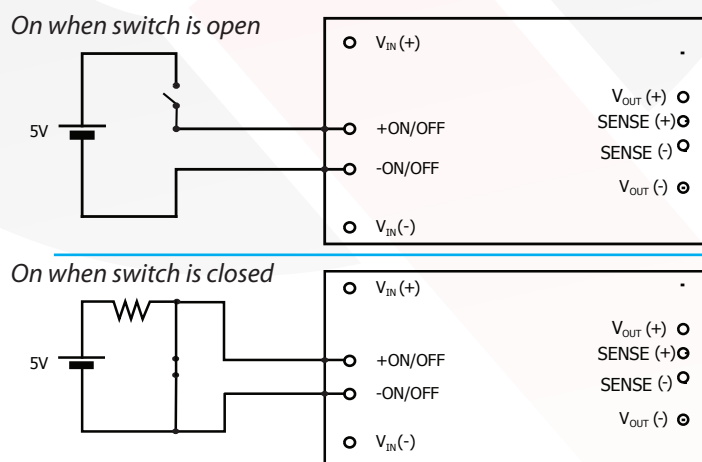 On when switch is open
V_IN (+)
V_OUT (+)
5V
+ON/OFF
SENSE (+)
SENSE (-)
-ON/OFF
V_OUT (-)
V_IN(-)
On when switch is closed
V_IN (+)
V_OUT (+)
5V
+ON/OFF
SENSE (+)
SENSE (-)
-ON/OFF
V_OUT (-)
V_IN(-)